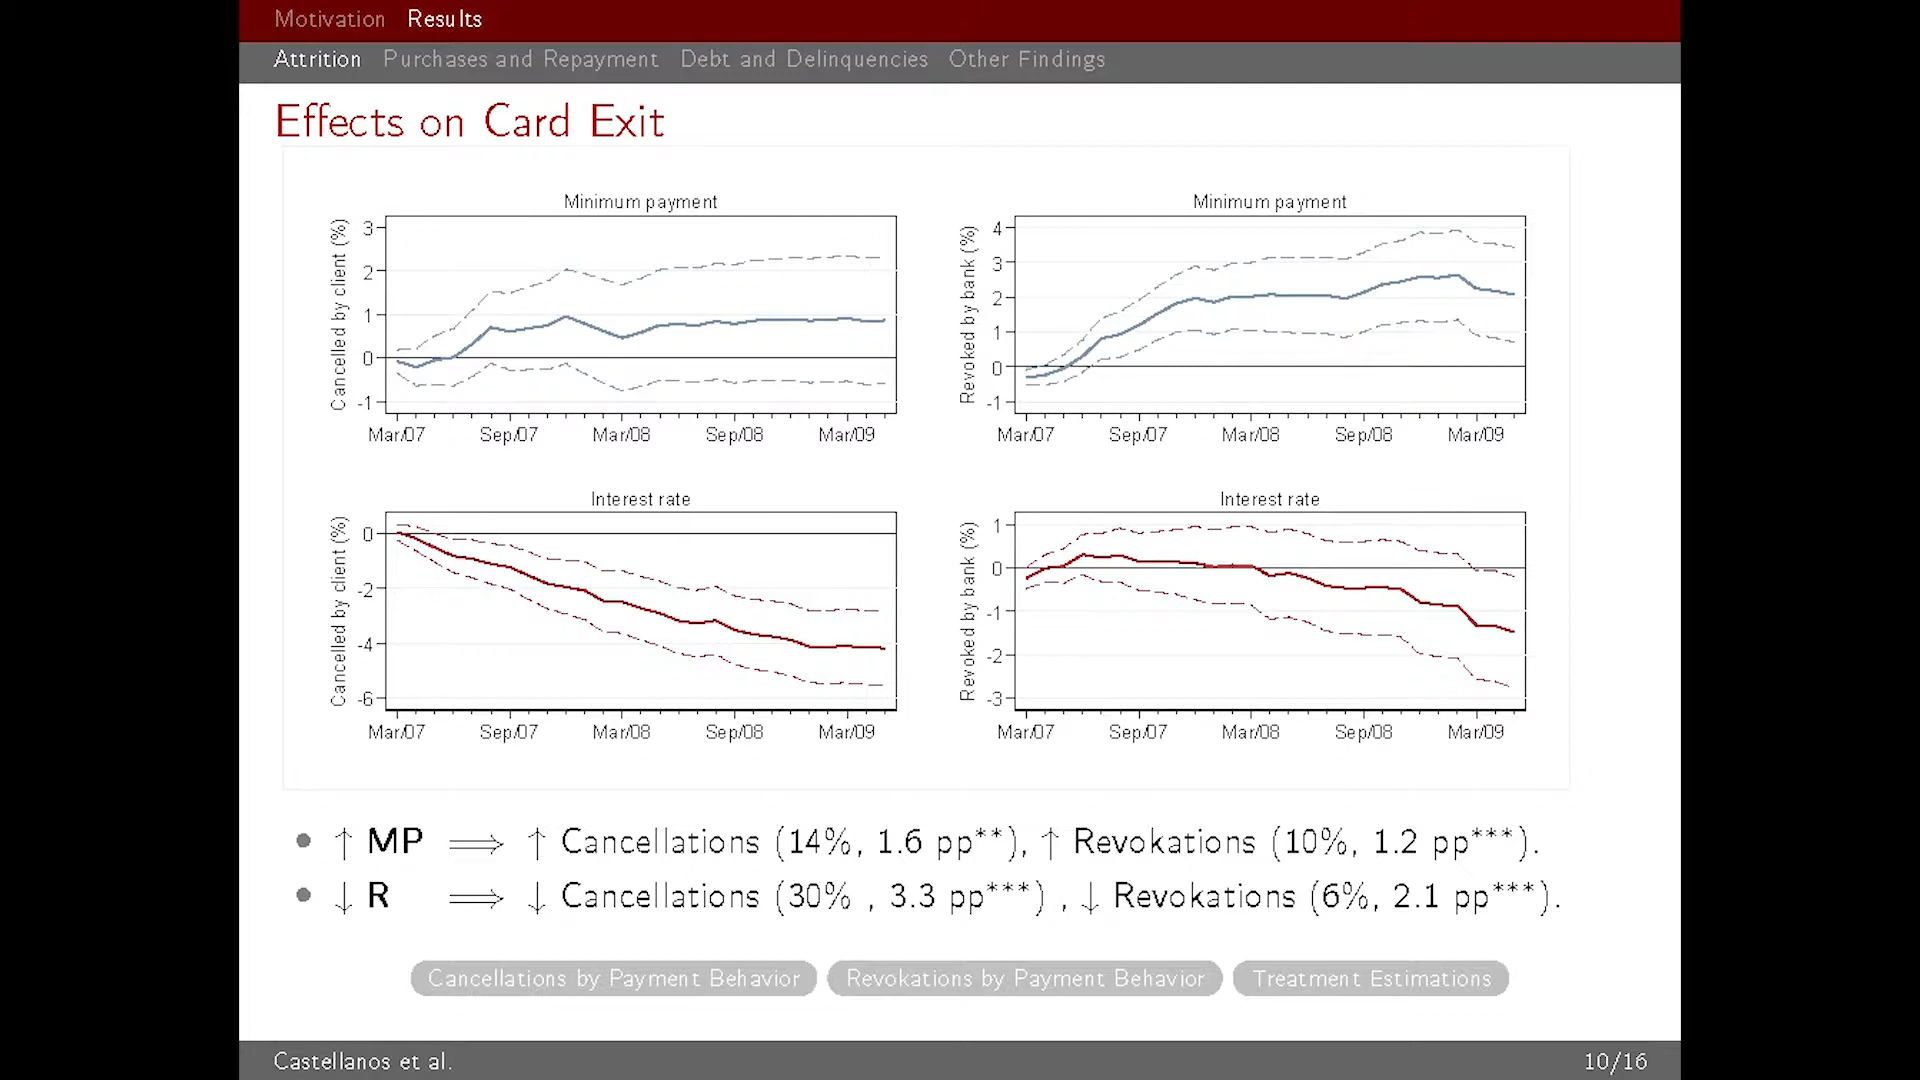 Motivation Results
Attrition Purchases and Repayment Debt and Delinquencies Other Findings
Effects on Card Exit
Minimum payment
Cancelled by client (%)
3
2
1
0
-1
Mar/07 Sep/07 Mar/08 Sep/08 Mar/09
Minimum payment
Revoked by bank (%)
4
3
2
1
0
-1
Mar/07 Sep/07 Mar/08 Sep/08 Mar/09
Interest rate
Cancelled by client (%)
0
-2
-4
-6
Mar/07 Sep/07 Mar/08 Sep/08 Mar/09
Interest rate
Revoked by bank (%)
1
0
-1
-2
-3
Mar/07 Sep/07 Mar/08 Sep/08 Mar/09
• ↑ MP ⟹ ↑ Cancellations (14%, 1.6 pp**), ↑ Revokations (10%, 1.2 pp***).
• ↓ R ⟹ ↓ Cancellations (30% , 3.3 pp***) , ↓ Revokations (6%, 2.1 pp***).
Cancellations by Payment Behavior Revokations by Payment Behavior Treatment Estimations
Castellanos et al. 10/16